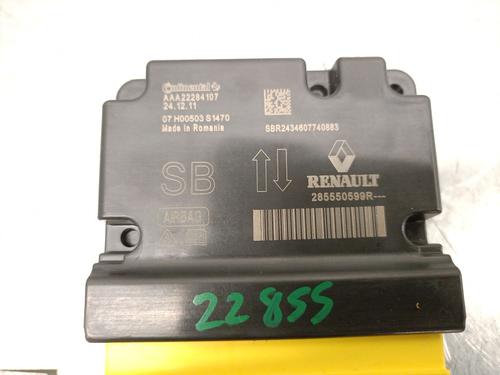 Continental
AAA22284107
24.12.11
07 H00503 S1470
Made in Romania
SBR2434607740883
SB
RENAULT
285550599R---
AIRBAG
22855